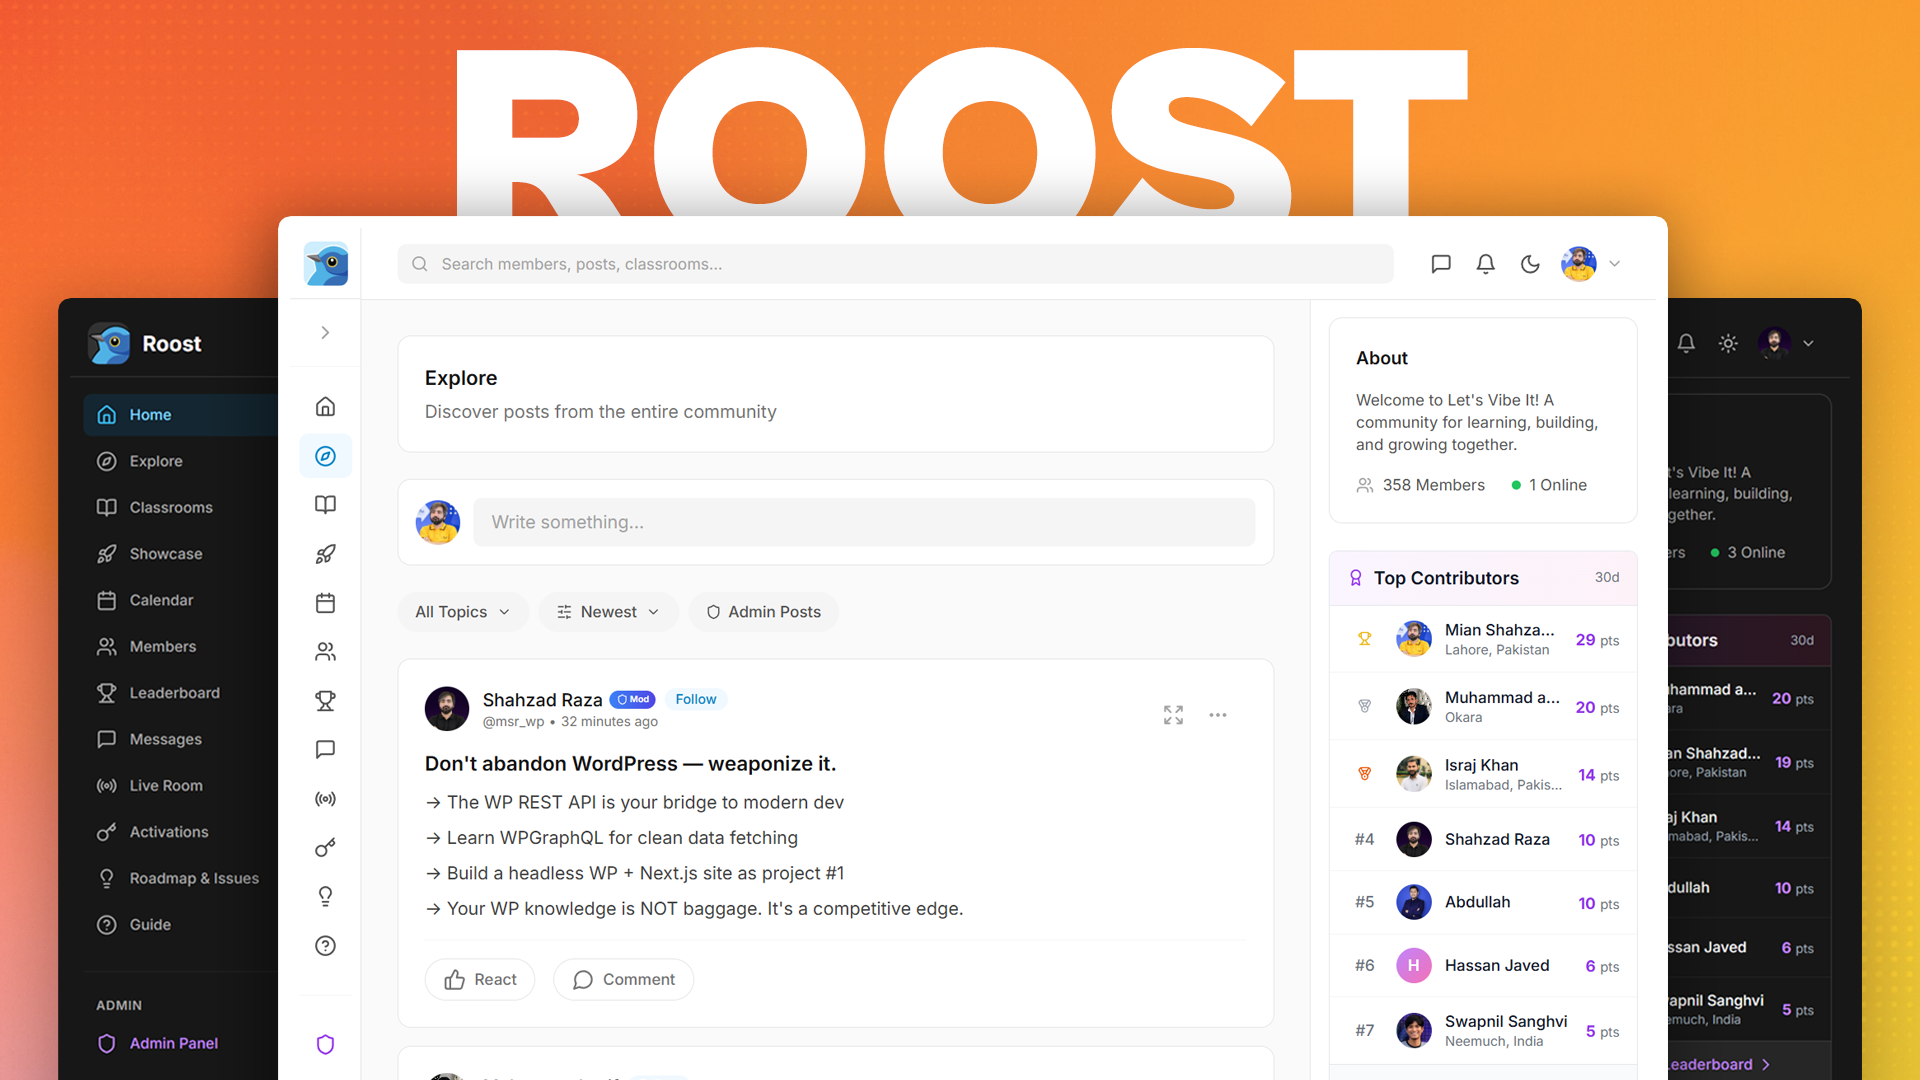 ROOST
Search members, posts, classrooms...
Roost
Home
Explore
Classrooms
Showcase
Calendar
Members
Leaderboard
Messages
Live Room
Activations
Roadmap & Issues
Guide
ADMIN
Admin Panel
Explore
Discover posts from the entire community
Write something...
All Topics
Newest
Admin Posts
Shahzad Raza Mod Follow
@msr_wp • 32 minutes ago
Don't abandon WordPress — weaponize it.
→ The WP REST API is your bridge to modern dev
→ Learn WPGraphQL for clean data fetching
→ Build a headless WP + Next.js site as project #1
→ Your WP knowledge is NOT baggage. It's a competitive edge.
React
Comment
About
Welcome to Let's Vibe It! A
community for learning, building,
and growing together.
358 Members 1 Online
Top Contributors 30d
Mian Shahza... 29 pts
Lahore, Pakistan
Muhammad a... 20 pts
Okara
Israj Khan 14 pts
Islamabad, Pakis...
#4 Shahzad Raza 10 pts
#5 Abdullah 10 pts
#6 H Hassan Javed 6 pts
#7 Swapnil Sanghvi 5 pts
Neemuch, India
t's Vibe It! A
learning, building,
gether.
ers 3 Online
butors 30d
hammad a... 20 pts
ara
an Shahzad... 19 pts
ore, Pakistan
aj Khan 14 pts
mabad, Pakis...
dullah 10 pts
ssan Javed 6 pts
apnil Sanghvi 5 pts
emuch, India
eaderboard